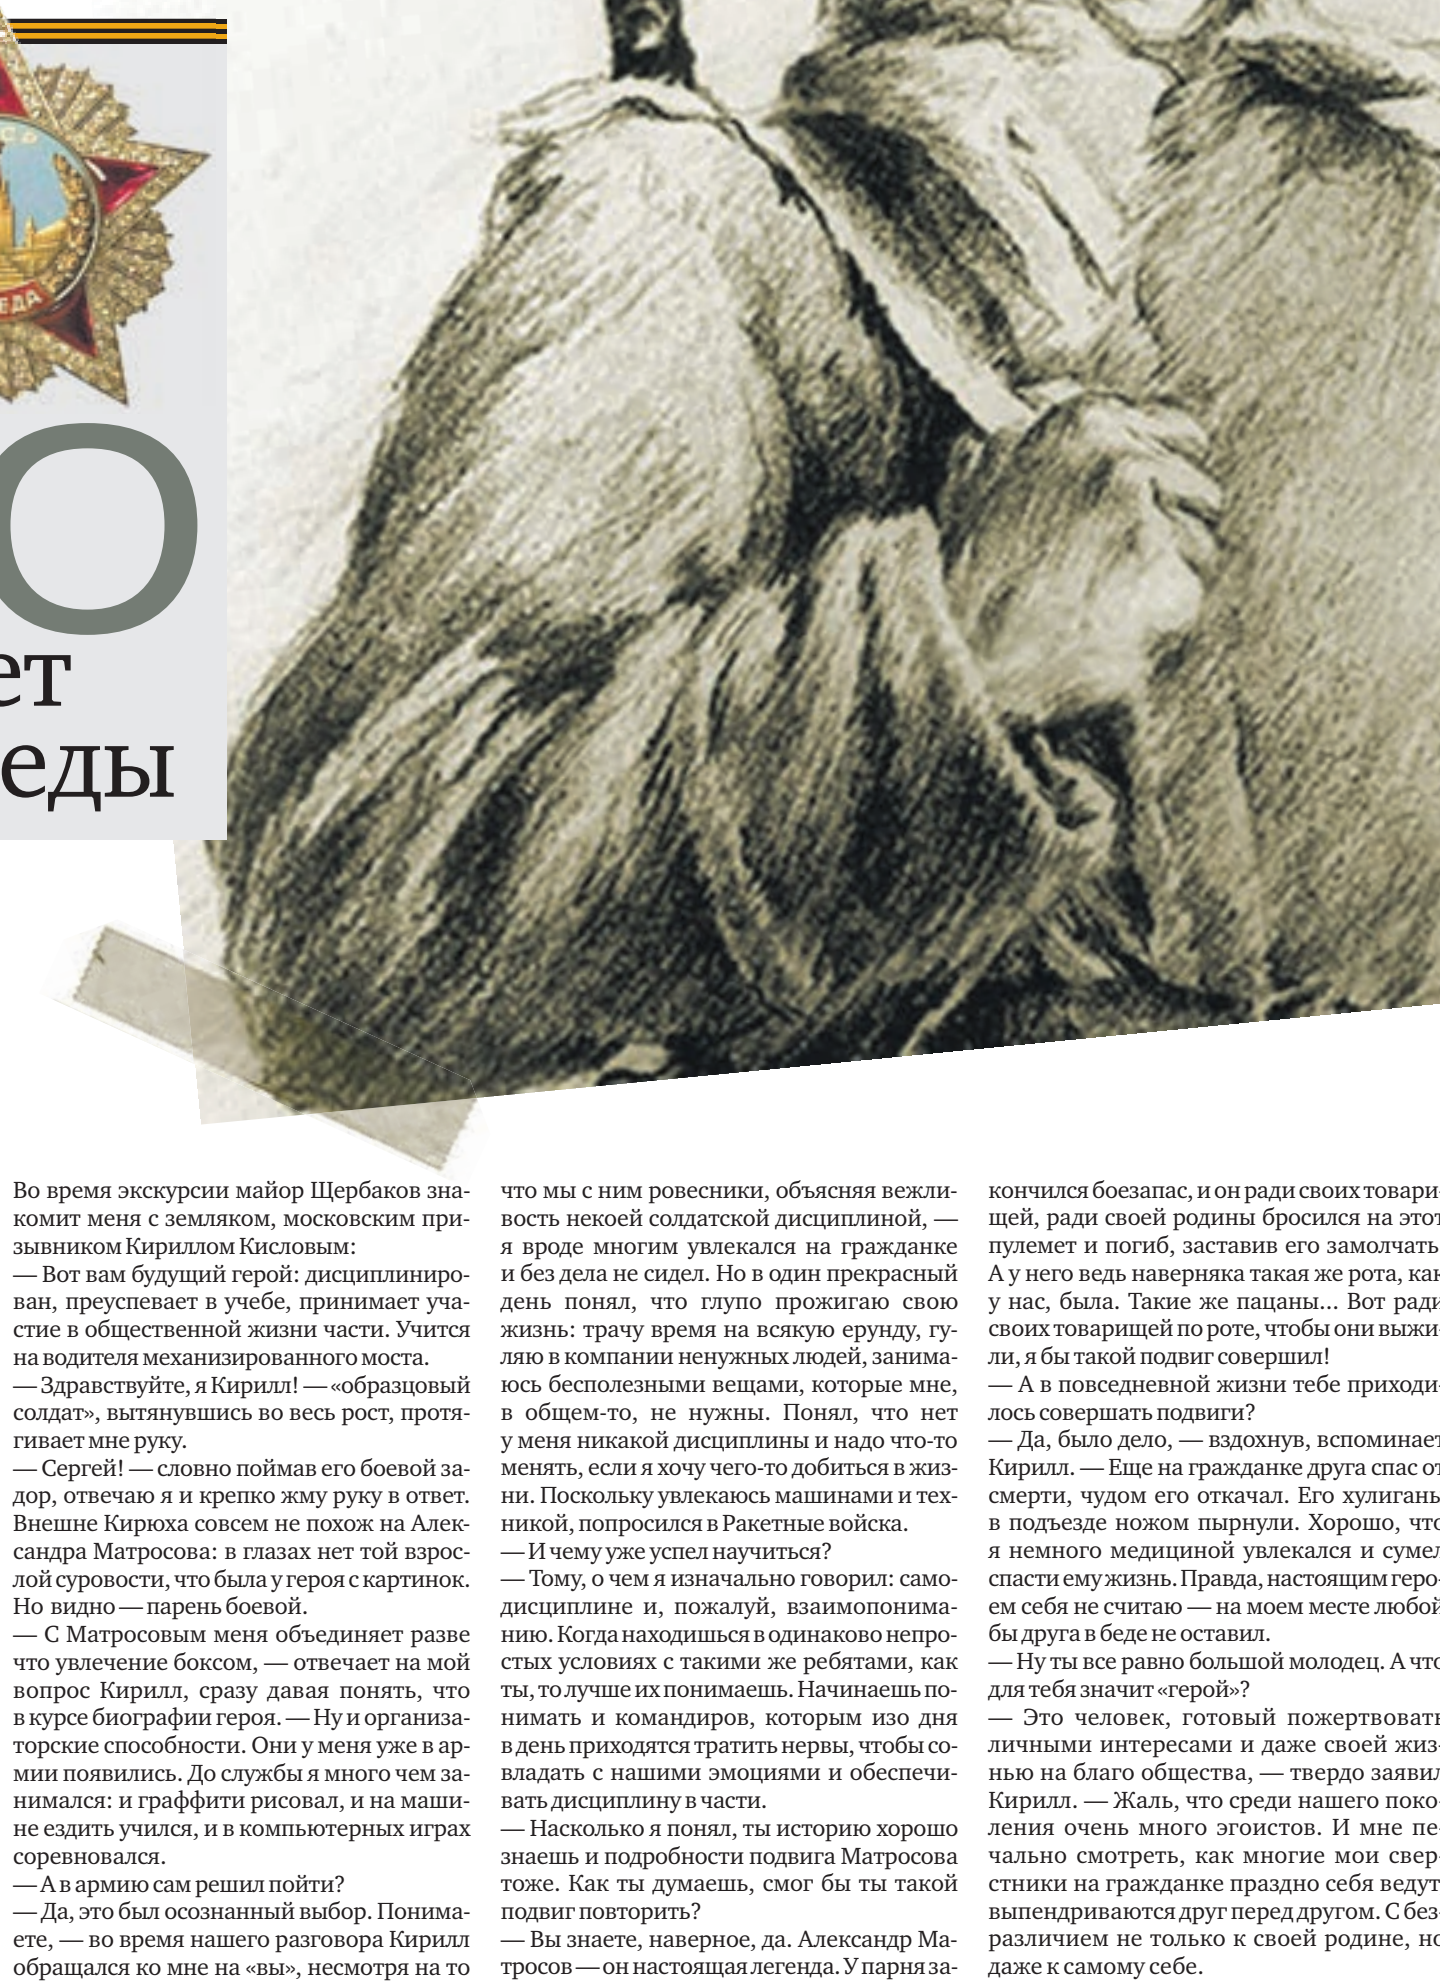 ЕДА
О
ет
еды
Во время экскурсии майор Щербаков зна-
комит меня с земляком, московским при-
зывником Кириллом Кисловым:
— Вот вам будущий герой: дисциплиниро-
ван, преуспевает в учебе, принимает уча-
стие в общественной жизни части. Учится
на водителя механизированного моста.
— Здравствуйте, я Кирилл! — «образцовый
солдат», вытянувшись во весь рост, протя-
гивает мне руку.
— Сергей! — словно поймав его боевой за-
дор, отвечаю я и крепко жму руку в ответ.
Внешне Кирюха совсем не похож на Алек-
сандра Матросова: в глазах нет той взрос-
лой суровости, что была у героя с картинок.
Но видно — парень боевой.
— С Матросовым меня объединяет разве
что увлечение боксом, — отвечает на мой
вопрос Кирилл, сразу давая понять, что
в курсе биографии героя. — Ну и организа-
торские способности. Они у меня уже в ар-
мии появились. До службы я много чем за-
нимался: и граффити рисовал, и на маши-
не ездить учился, и в компьютерных играх
соревновался.
— А в армию сам решил пойти?
— Да, это был осознанный выбор. Понима-
ете, — во время нашего разговора Кирилл
обращался ко мне на «вы», несмотря на то
что мы с ним ровесники, объясняя вежли-
вость некоей солдатской дисциплиной, —
я вроде многим увлекался на гражданке
и без дела не сидел. Но в один прекрасный
день понял, что глупо прожигаю свою
жизнь: трачу время на всякую ерунду, гу-
ляю в компании ненужных людей, занима-
юсь бесполезными вещами, которые мне,
в общем-то, не нужны. Понял, что нет
у меня никакой дисциплины и надо что-то
менять, если я хочу чего-то добиться в жиз-
ни. Поскольку увлекаюсь машинами и тех-
никой, попросился в Ракетные войска.
— И чему уже успел научиться?
— Тому, о чем я изначально говорил: само-
дисциплине и, пожалуй, взаимопонима-
нию. Когда находишься в одинаково непро-
стых условиях с такими же ребятами, как
ты, то лучше их понимаешь. Начинаешь по-
нимать и командиров, которым изо дня
в день приходятся тратить нервы, чтобы со-
владать с нашими эмоциями и обеспечи-
вать дисциплину в части.
— Насколько я понял, ты историю хорошо
знаешь и подробности подвига Матросова
тоже. Как ты думаешь, смог бы ты такой
подвиг повторить?
— Вы знаете, наверное, да. Александр Ма-
тросов — он настоящая легенда. У парня за-
кончился боезапас, и он ради своих товари-
щей, ради своей родины бросился на этот
пулемет и погиб, заставив его замолчать.
А у него ведь наверняка такая же рота, как
у нас, была. Такие же пацаны... Вот ради
своих товарищей по роте, чтобы они выжи-
ли, я бы такой подвиг совершил!
— А в повседневной жизни тебе приходи-
лось совершать подвиги?
— Да, было дело, — вздохнув, вспоминает
Кирилл. — Еще на гражданке друга спас от
смерти, чудом его откачал. Его хулиганы
в подъезде ножом пырнули. Хорошо, что
я немного медициной увлекался и сумел
спасти ему жизнь. Правда, настоящим геро-
ем себя не считаю — на моем месте любой
бы друга в беде не оставил.
— Ну ты все равно большой молодец. А что
для тебя значит «герой»?
— Это человек, готовый пожертвовать
личными интересами и даже своей жиз-
нью на благо общества, — твердо заявил
Кирилл. — Жаль, что среди нашего поко-
ления очень много эгоистов. И мне пе-
чально смотреть, как многие мои свер-
стники на гражданке праздно себя ведут
выпендриваются друг перед другом. С без-
различием не только к своей родине, но
даже к самому себе.